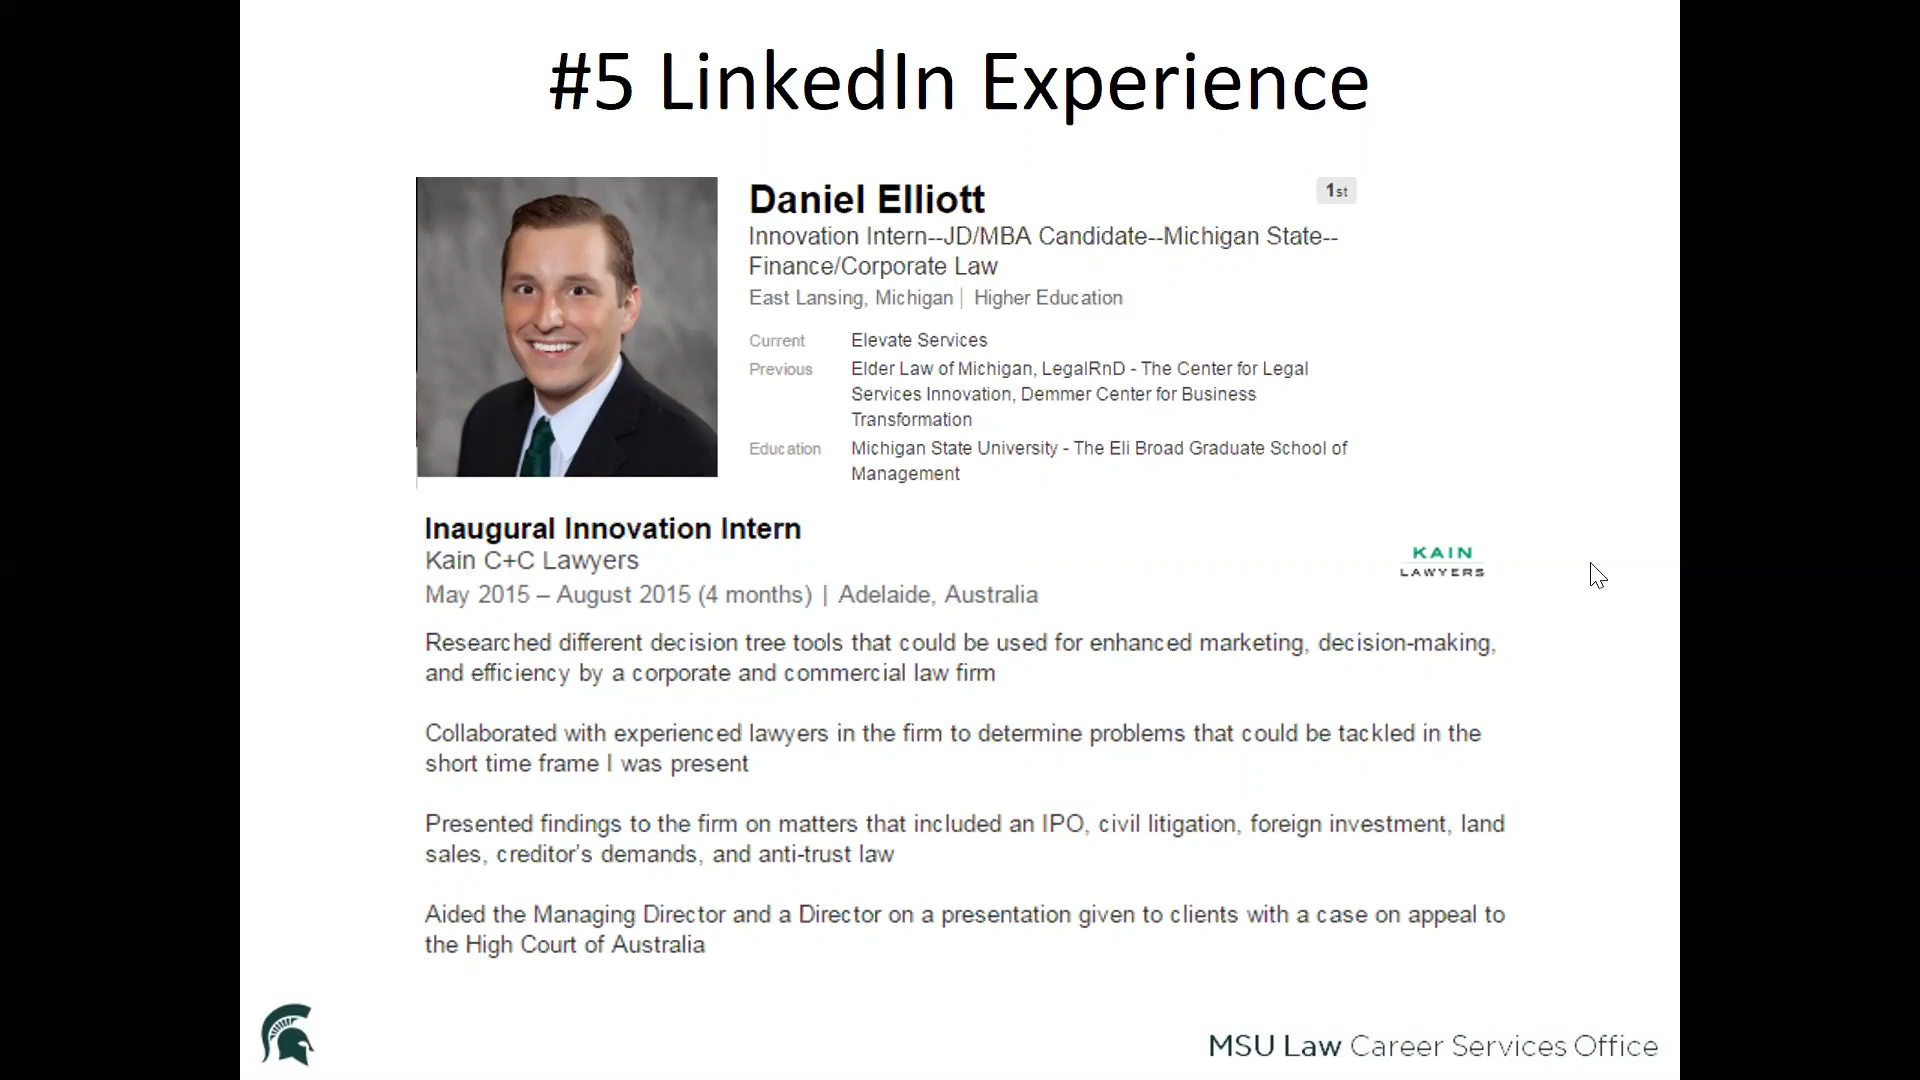 #5 LinkedIn Experience
Daniel Elliott
1st
Innovation Intern--JD/MBA Candidate--Michigan State--
Finance/Corporate Law
East Lansing, Michigan | Higher Education
Current Elevate Services
Previous Elder Law of Michigan, LegalRnD - The Center for Legal
Services Innovation, Demmer Center for Business
Transformation
Education Michigan State University - The Eli Broad Graduate School of
Management
Inaugural Innovation Intern
Kain C+C Lawyers
KAIN
LAWYERS
May 2015 – August 2015 (4 months) | Adelaide, Australia
Researched different decision tree tools that could be used for enhanced marketing, decision-making,
and efficiency by a corporate and commercial law firm
Collaborated with experienced lawyers in the firm to determine problems that could be tackled in the
short time frame I was present
Presented findings to the firm on matters that included an IPO, civil litigation, foreign investment, land
sales, creditor's demands, and anti-trust law
Aided the Managing Director and a Director on a presentation given to clients with a case on appeal to
the High Court of Australia
MSU Law Career Services Office